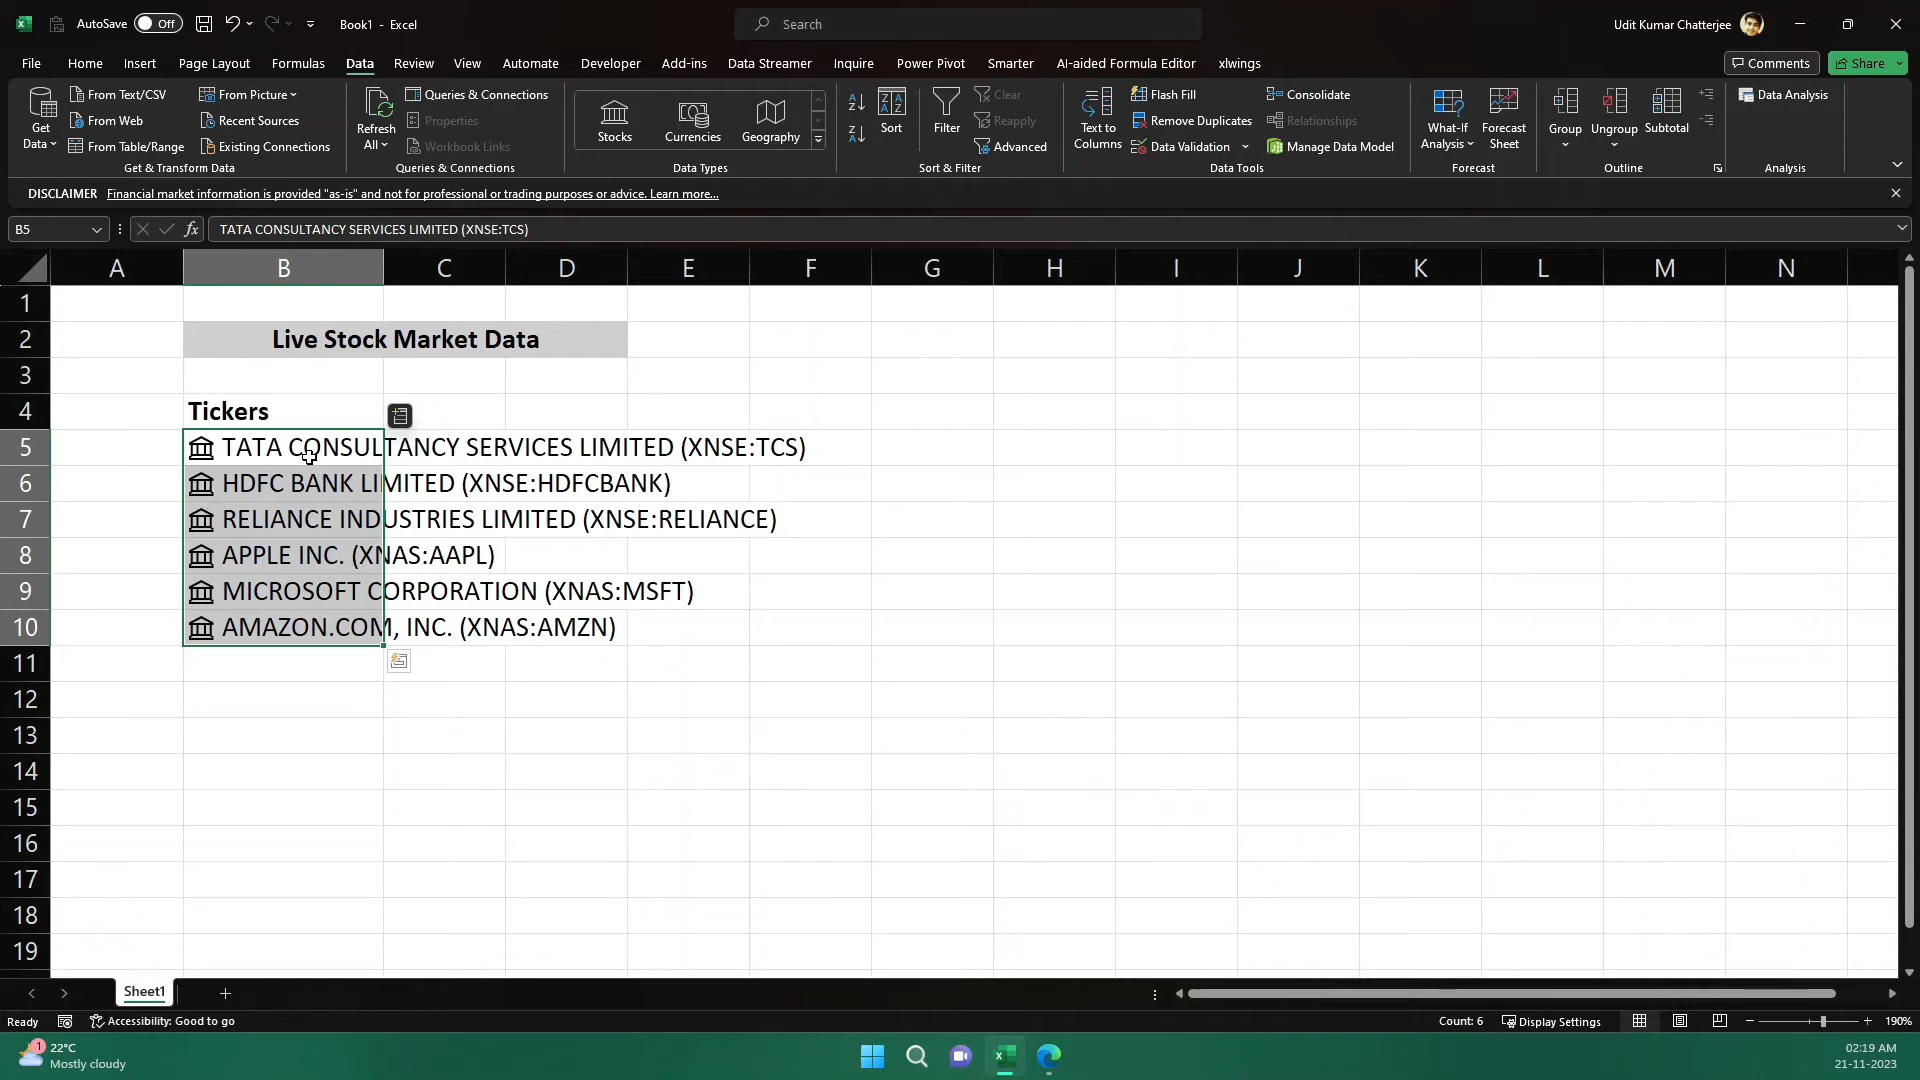 AutoSave Off Book1 - Excel Search Udit Kumar Chatterjee
File Home Insert Page Layout Formulas Data Review View Automate Developer Add-ins Data Streamer Inquire Power Pivot Smarter AI-aided Formula Editor xlwings Comments Share
Get Data From Text/CSV From Web From Table/Range From Picture Recent Sources Existing Connections
Get & Transform Data
Refresh All Queries & Connections Properties Workbook Links
Queries & Connections
Stocks Currencies Geography
Data Types
Sort Filter Clear Reapply Advanced
Sort & Filter
Text to Columns Flash Fill Remove Duplicates Data Validation Consolidate Relationships Manage Data Model
Data Tools
What-If Analysis Forecast Sheet
Forecast
Group Ungroup Subtotal
Outline
Data Analysis
Analysis
DISCLAIMER Financial market information is provided "as-is" and not for professional or trading purposes or advice. Learn more...
B5 fx TATA CONSULTANCY SERVICES LIMITED (XNSE:TCS)
A B C D E F G H I J K L M N
1
2 Live Stock Market Data
3
4 Tickers
5 TATA CONSULTANCY SERVICES LIMITED (XNSE:TCS)
6 HDFC BANK LIMITED (XNSE:HDFCBANK)
7 RELIANCE INDUSTRIES LIMITED (XNSE:RELIANCE)
8 APPLE INC. (XNAS:AAPL)
9 MICROSOFT CORPORATION (XNAS:MSFT)
10 AMAZON.COM, INC. (XNAS:AMZN)
11
12
13
14
15
16
17
18
19
Sheet1
Ready Accessibility: Good to go Count: 6 Display Settings 190%
1 22°C 02:19 AM
Mostly cloudy 21-11-2023